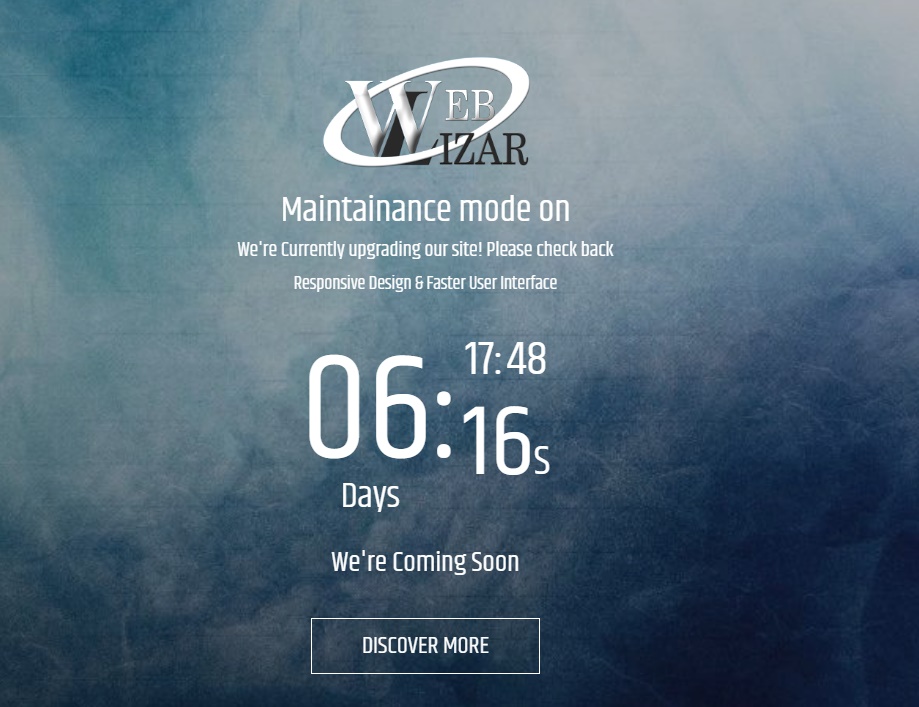 WEB
LIZAR
Maintainance mode on
We're Currently upgrading our site! Please check back
Responsive Design & Faster User Interface
06:
17:48
16s
Days
We're Coming Soon
DISCOVER MORE